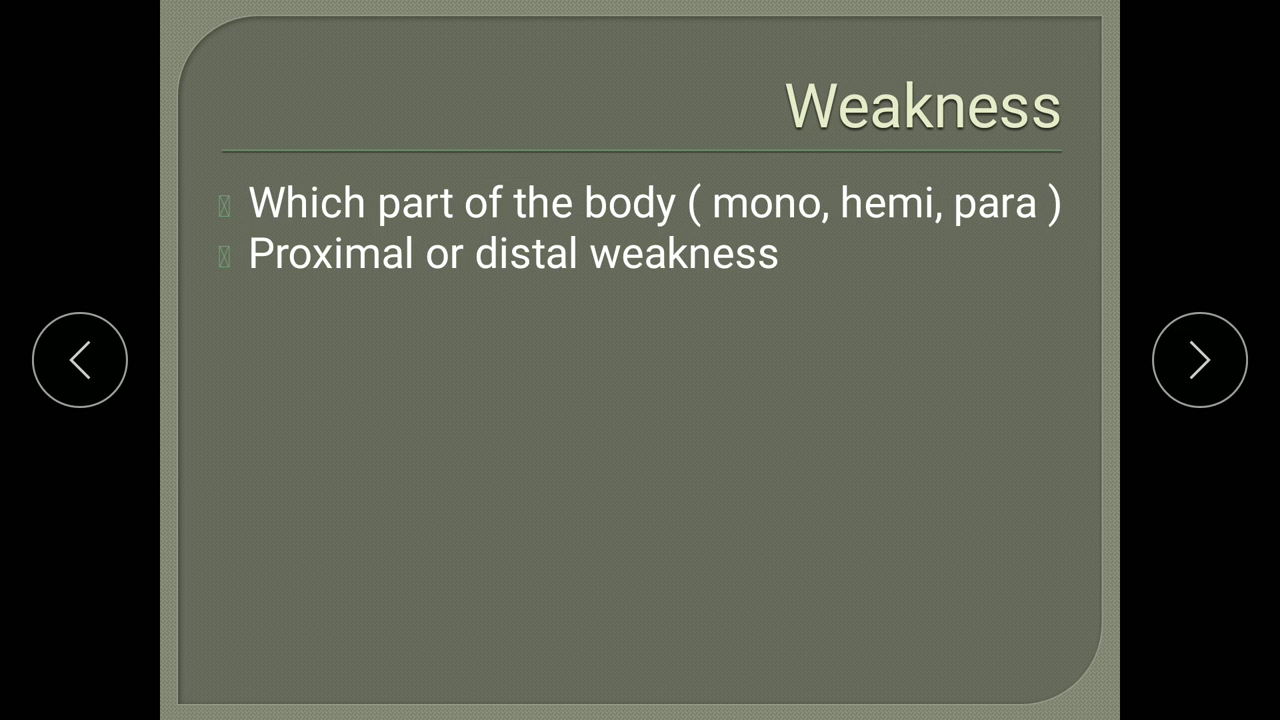 Weakness
Which part of the body ( mono, hemi, para )
Proximal or distal weakness